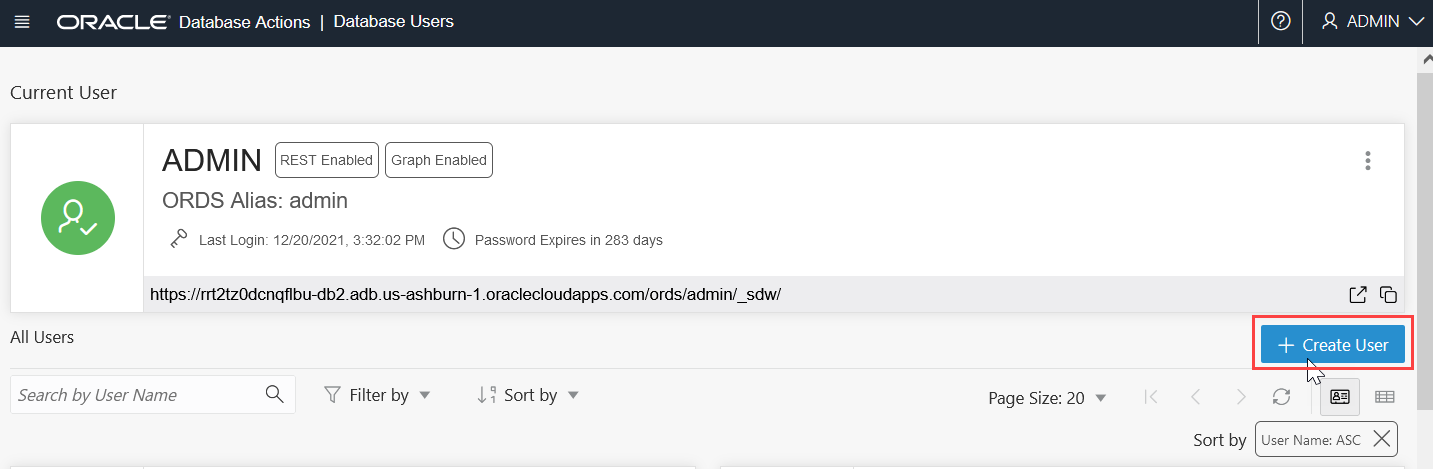 ORACLE Database Actions | Database Users ADMIN
Current User
ADMIN REST Enabled Graph Enabled
ORDS Alias: admin
Last Login: 12/20/2021, 3:32:02 PM Password Expires in 283 days
https://rrt2tz0dcnqflbu-db2.adb.us-ashburn-1.oraclecloudapps.com/ords/admin/_sdw/
All Users
+ Create User
Search by User Name Filter by Sort by Page Size: 20
Sort by User Name: ASC